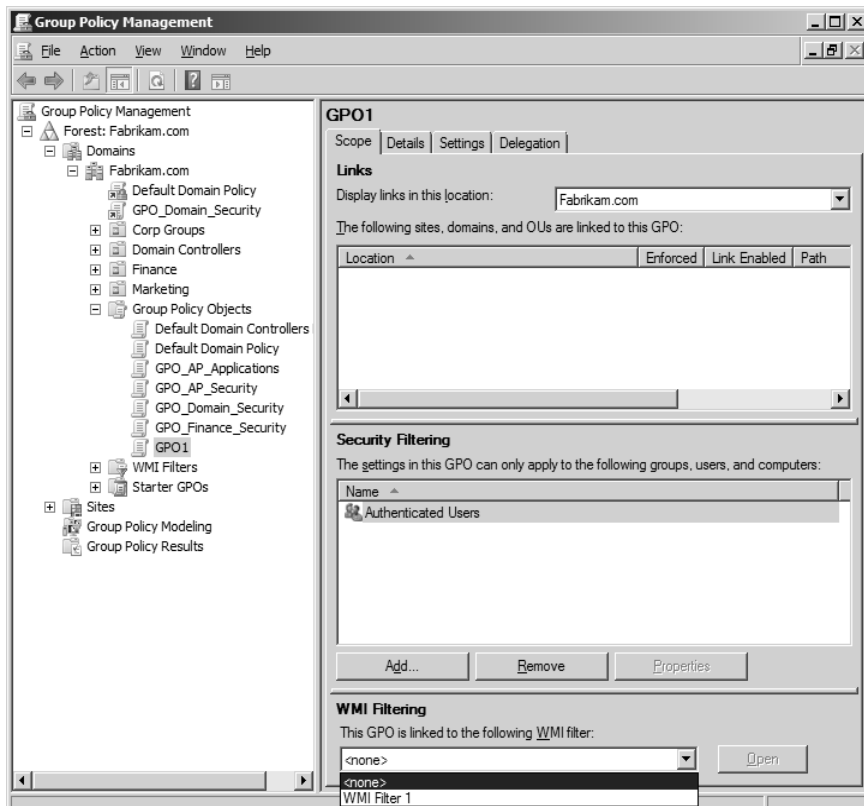 Group Policy Management
File Action View Window Help
Group Policy Management
Forest: Fabrikam.com
Domains
Fabrikam.com
Default Domain Policy
GPO_Domain_Security
Corp Groups
Domain Controllers
Finance
Marketing
Group Policy Objects
Default Domain Controllers
Default Domain Policy
GPO_AP_Applications
GPO_AP_Security
GPO_Domain_Security
GPO_Finance_Security
GPO1
WMI Filters
Starter GPOs
Sites
Group Policy Modeling
Group Policy Results
GPO1
Scope Details Settings Delegation
Links
Display links in this location: Fabrikam.com
The following sites, domains, and OUs are linked to this GPO:
Location Enforced Link Enabled Path
Security Filtering
The settings in this GPO can only apply to the following groups, users, and computers:
Name
Authenticated Users
Add... Remove Properties
WMI Filtering
This GPO is linked to the following WMI filter:
<none> Open
<none>
WMI Filter 1